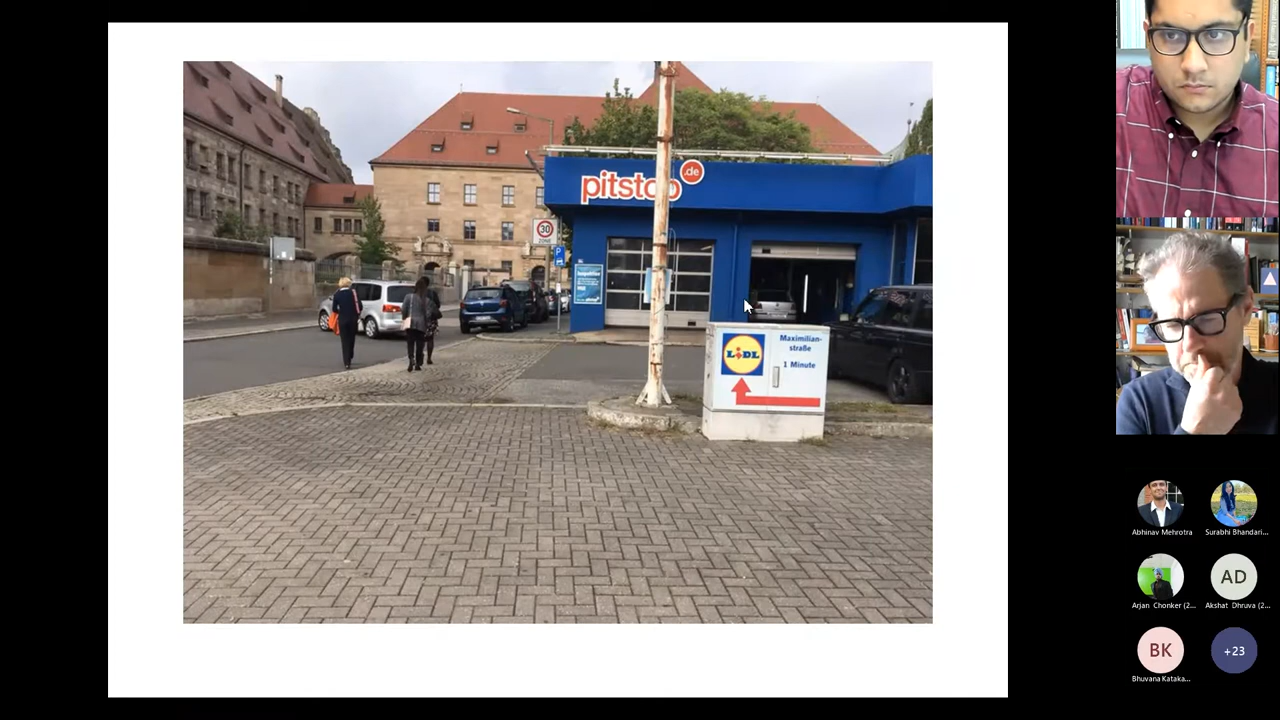 pitstop
.de
30
ZONE
P
LIDL
Maximilian-
straße
1 Minute
Abhinav Mehrotra
Surabhi Bhandari...
Arjan Chonker (2...
AD
Akshat Dhruva (2...
BK
Bhuvana Kataka...
+23